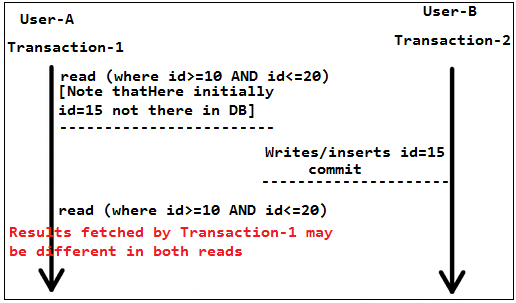 User-A
User-B
Transaction-1
Transaction-2
read (where id>=10 AND id<=20)
[Note thatHere initially
id=15 not there in DB]
Writes/inserts id=15
commit
read (where id>=10 AND id<=20)
Results fetched by Transaction-1 may
be different in both reads